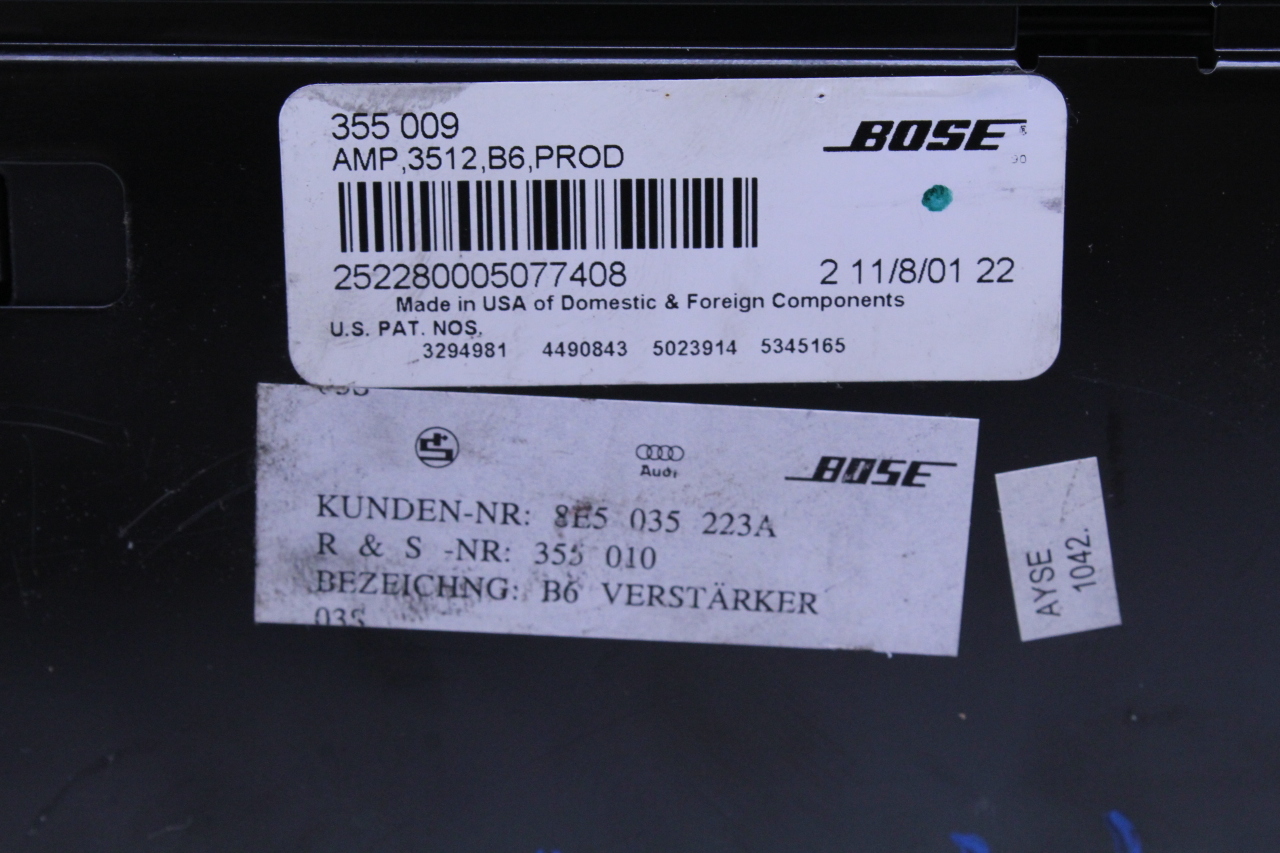 355 009
AMP,3512,B6,PROD
BOSE
252280005077408
2 11/8/01 22
Made in USA of Domestic & Foreign Components
U.S. PAT. NOS.
3294981 4490843 5023914 5345165
Audi
BOSE
KUNDEN-NR: 8E5 035 223A
R & S -NR: 355 010
BEZEICHNG: B6 VERSTÄRKER
AYSE
1042.